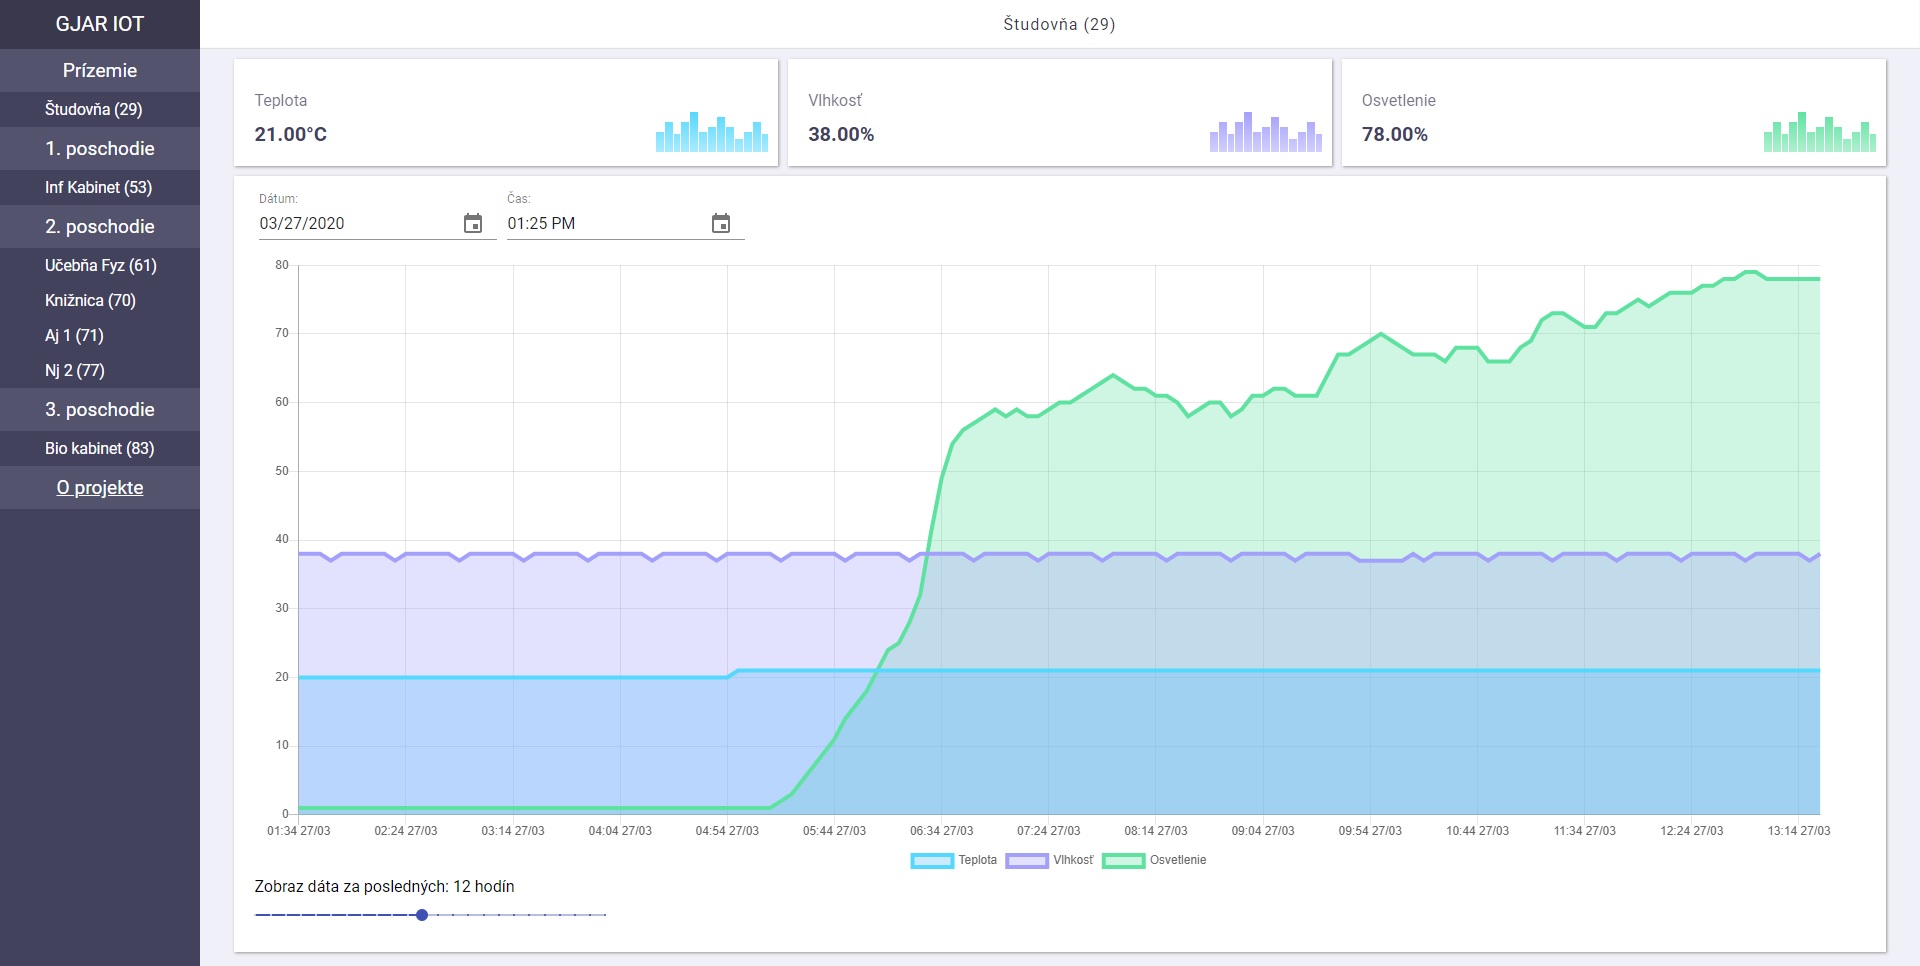 GJAR IOT
Prízemie
Študovňa (29)
1. poschodie
Inf Kabinet (53)
2. poschodie
Učebňa Fyz (61)
Knižnica (70)
Aj 1 (71)
Nj 2 (77)
3. poschodie
Bio kabinet (83)
O projekte
Študovňa (29)
Teplota
21.00°C
Vlhkosť
38.00%
Osvetlenie
78.00%
Dátum:
03/27/2020
Čas:
01:25 PM
80
70
60
50
40
30
20
10
0
01:34 27/03 02:24 27/03 03:14 27/03 04:04 27/03 04:54 27/03 05:44 27/03 06:34 27/03 07:24 27/03 08:14 27/03 09:04 27/03 09:54 27/03 10:44 27/03 11:34 27/03 12:24 27/03 13:14 27/03
Teplota Vlhkosť Osvetlenie
Zobraz dáta za posledných: 12 hodín